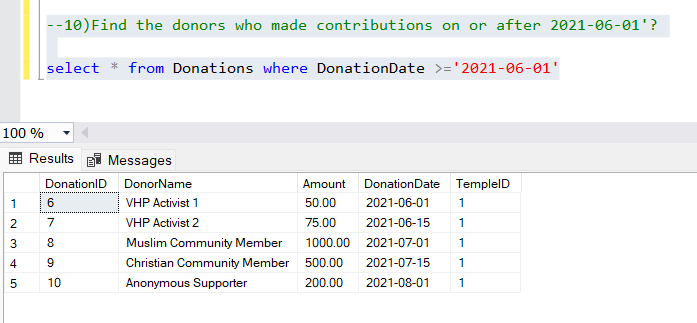 --10)Find the donors who made contributions on or after 2021-06-01'?
select * from Donations where DonationDate >='2021-06-01'
100 %
Results Messages
DonationID DonorName Amount DonationDate TempleID
1 6 VHP Activist 1 50.00 2021-06-01 1
2 7 VHP Activist 2 75.00 2021-06-15 1
3 8 Muslim Community Member 1000.00 2021-07-01 1
4 9 Christian Community Member 500.00 2021-07-15 1
5 10 Anonymous Supporter 200.00 2021-08-01 1